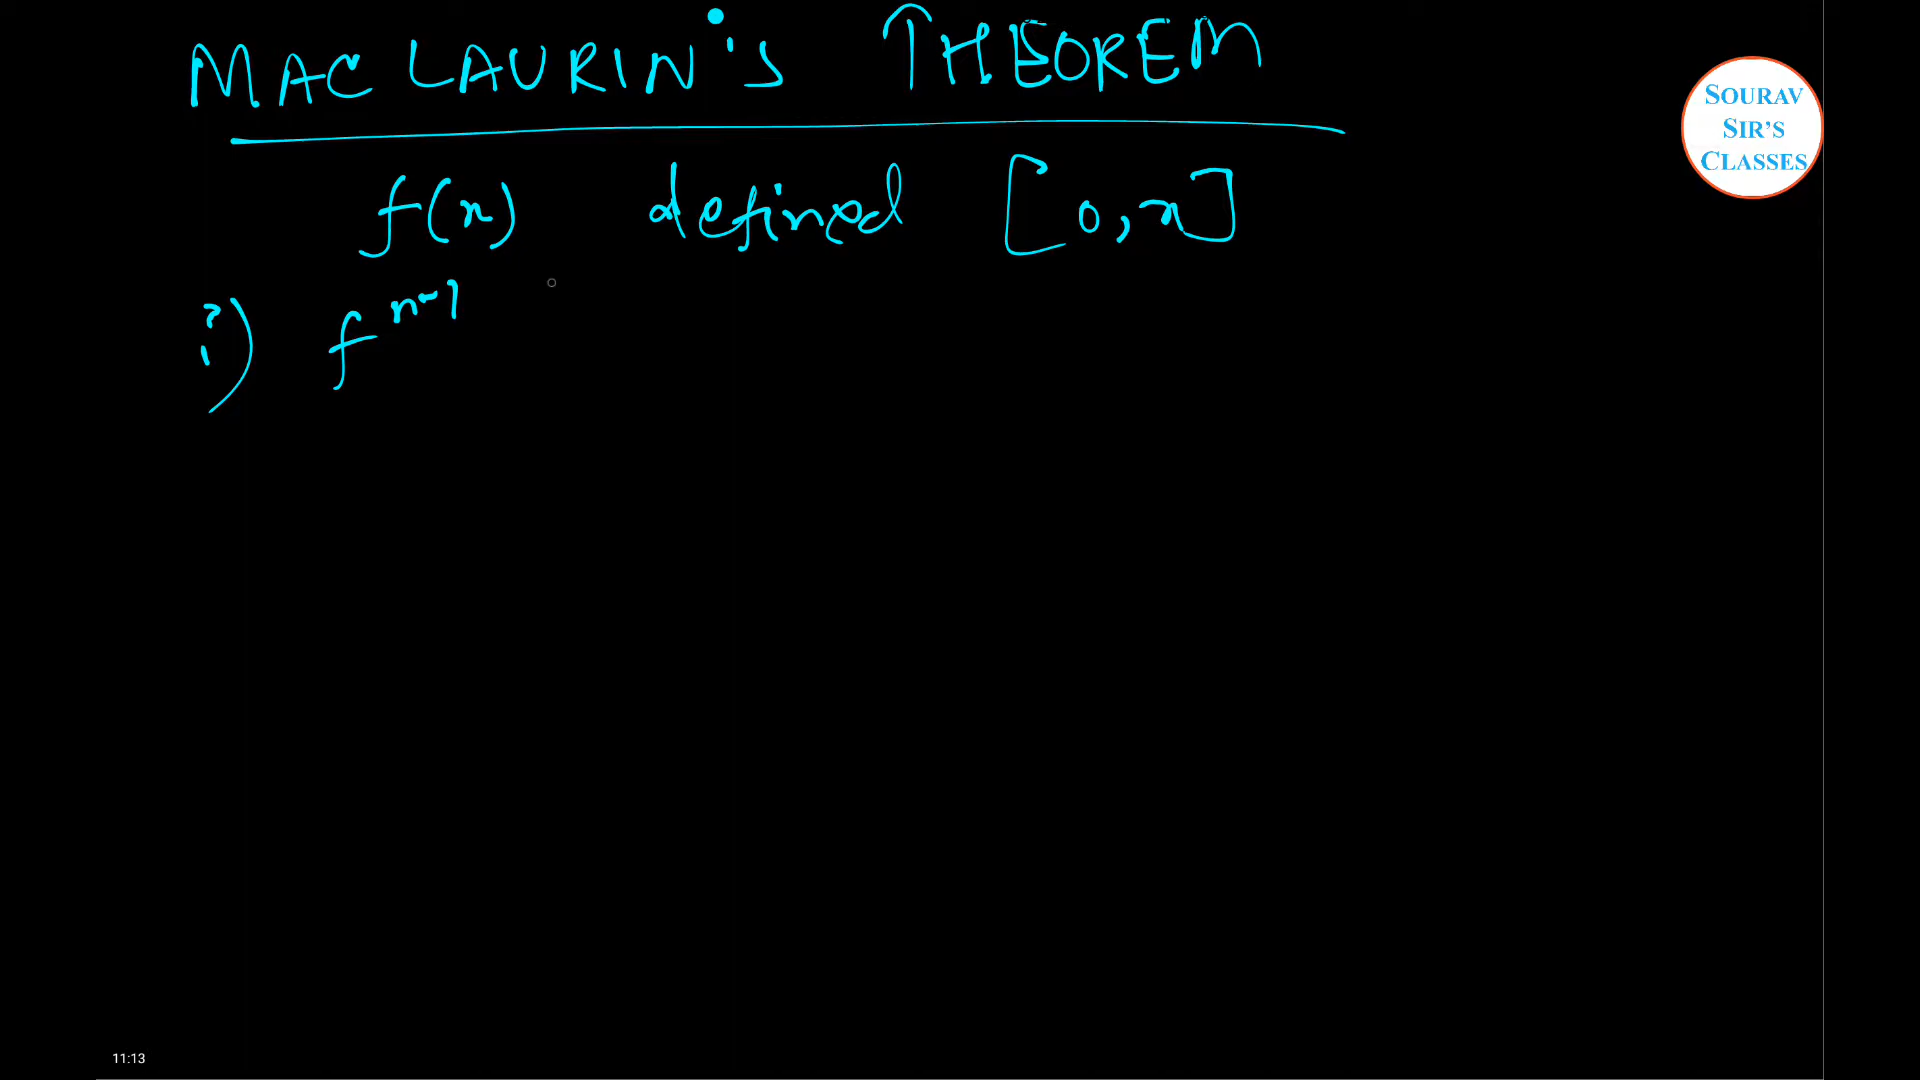 MACLAURIN'S THEOREM
SOURAV
SIR'S
CLASSES
f(x) defined [0,x]
i) f^{n-1}
11:13